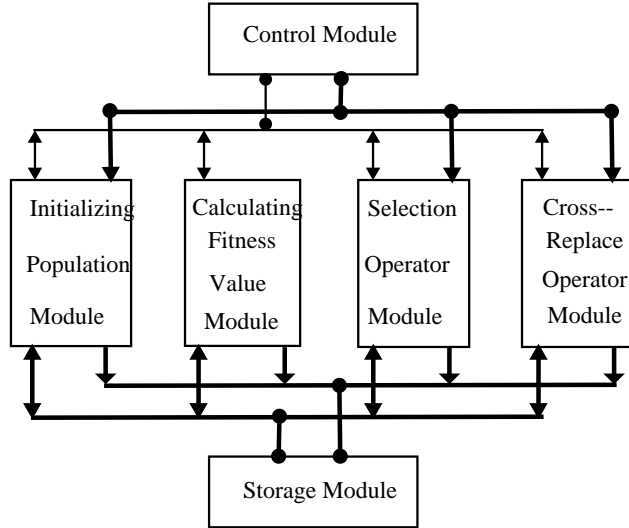 Control Module
Initializing
Population
Module
Calculating
Fitness
Value
Module
Selection
Operator
Module
Cross--
Replace
Operator
Module
Storage Module